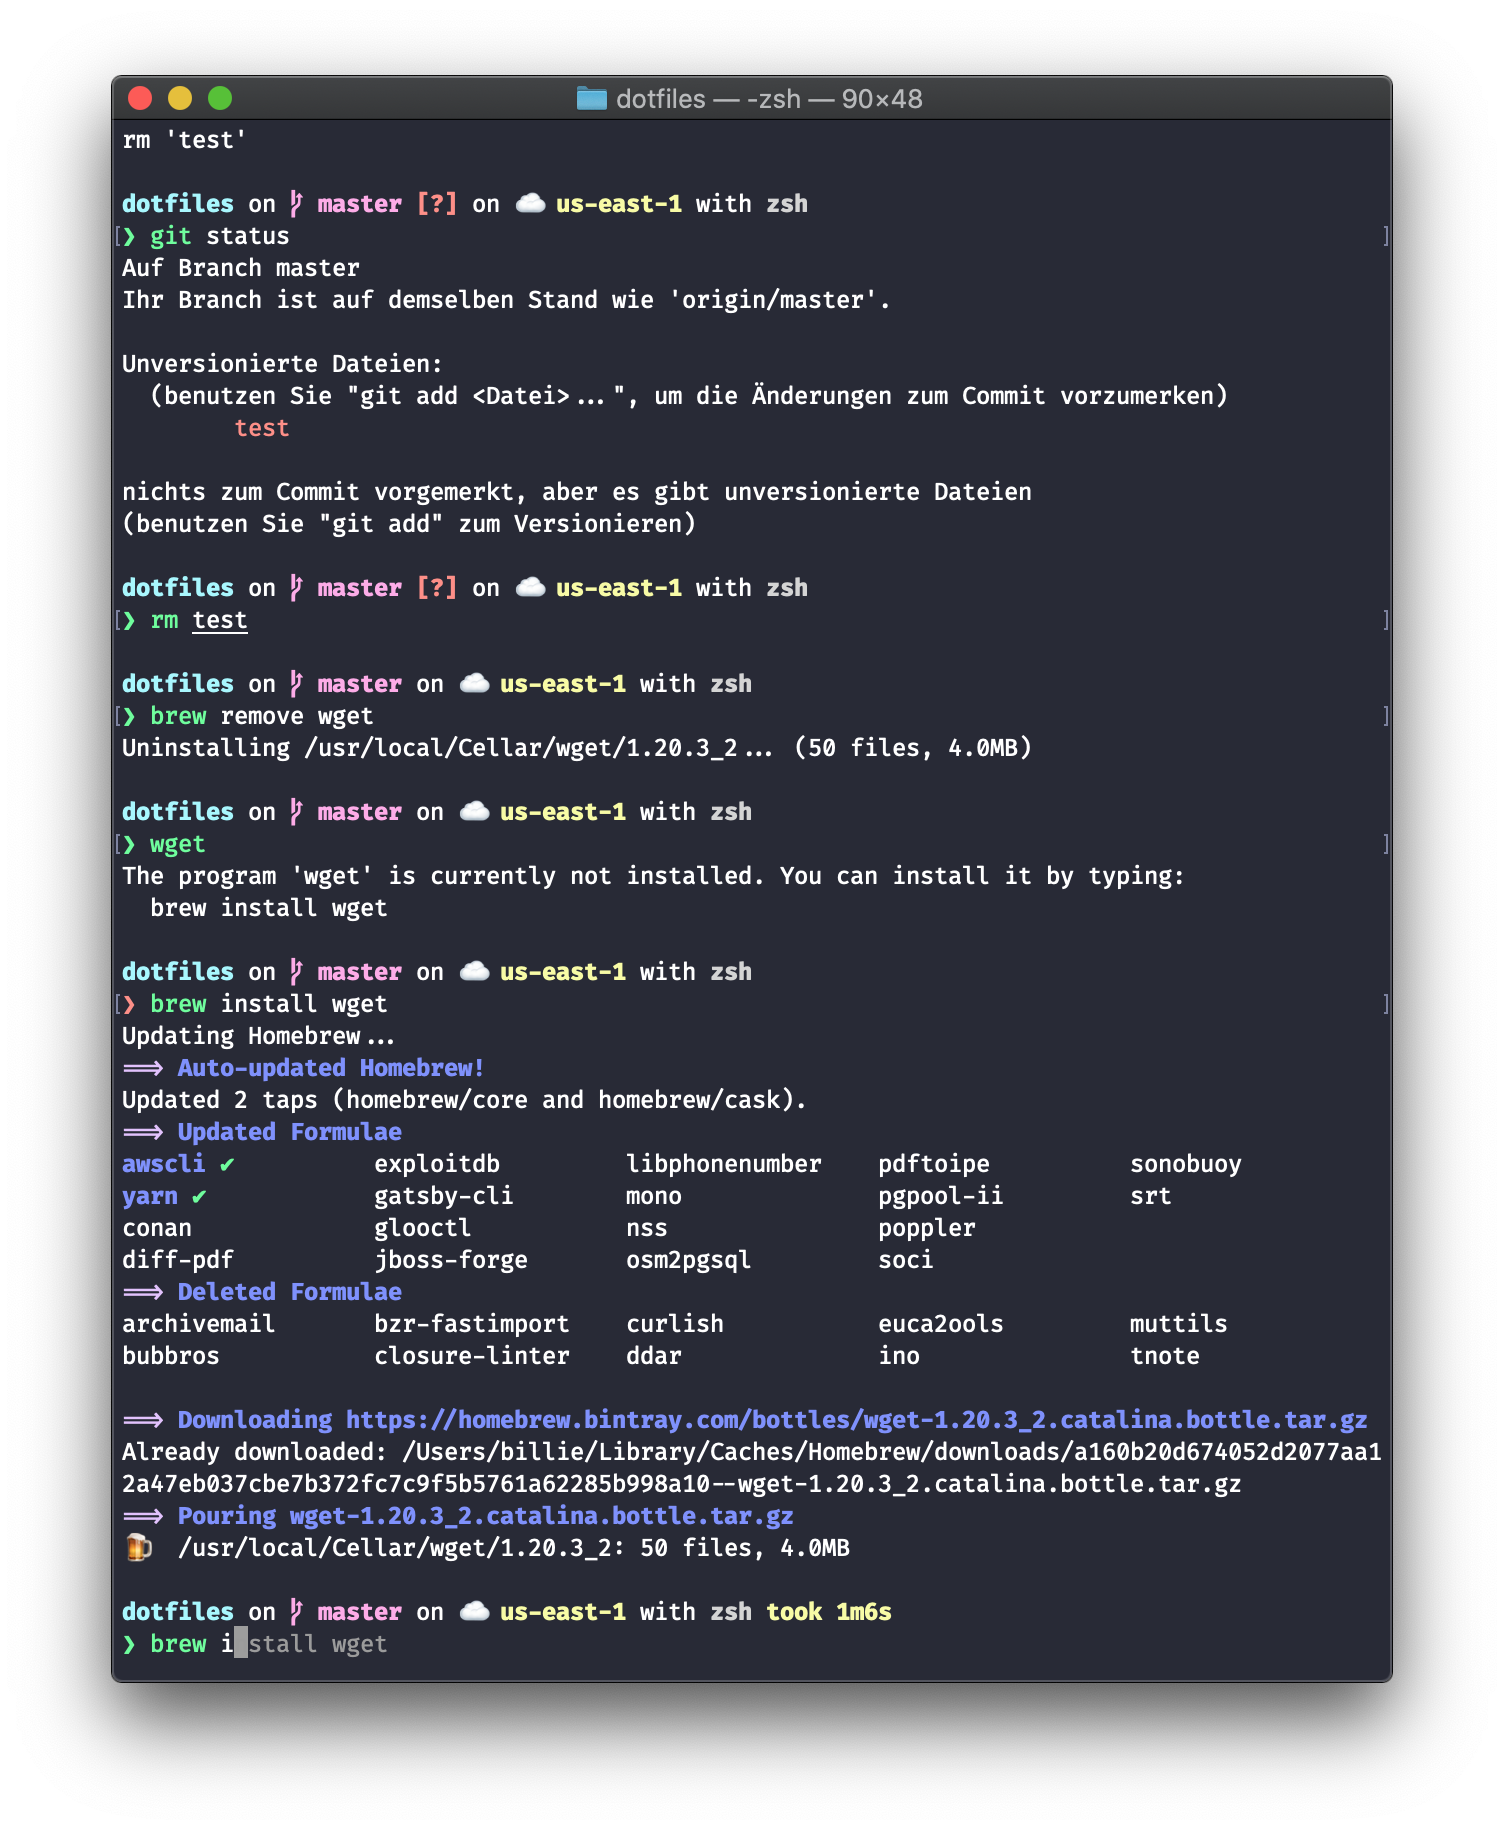 dotfiles — -zsh — 90×48
rm 'test'
dotfiles on master [?] on us-east-1 with zsh
❯ git status
Auf Branch master
Ihr Branch ist auf demselben Stand wie 'origin/master'.
Unversionierte Dateien:
(benutzen Sie "git add <Datei>...", um die Änderungen zum Commit vorzumerken)
test
nichts zum Commit vorgemerkt, aber es gibt unversionierte Dateien
(benutzen Sie "git add" zum Versionieren)
dotfiles on master [?] on us-east-1 with zsh
❯ rm test
dotfiles on master on us-east-1 with zsh
❯ brew remove wget
Uninstalling /usr/local/Cellar/wget/1.20.3_2... (50 files, 4.0MB)
dotfiles on master on us-east-1 with zsh
❯ wget
The program 'wget' is currently not installed. You can install it by typing:
brew install wget
dotfiles on master on us-east-1 with zsh
❯ brew install wget
Updating Homebrew...
==> Auto-updated Homebrew!
Updated 2 taps (homebrew/core and homebrew/cask).
==> Updated Formulae
awscli ✔ exploitdb libphonenumber pdftoipe sonobuoy
yarn ✔ gatsby-cli mono pgpool-ii srt
conan glooctl nss poppler
diff-pdf jboss-forge osm2pgsql soci
==> Deleted Formulae
archivemail bzr-fastimport curlish euca2ools muttils
bubbros closure-linter ddar ino tnote
==> Downloading https://homebrew.bintray.com/bottles/wget-1.20.3_2.catalina.bottle.tar.gz
Already downloaded: /Users/billie/Library/Caches/Homebrew/downloads/a160b20d674052d2077aa1
2a47eb037cbe7b372fc7c9f5b5761a62285b998a10--wget-1.20.3_2.catalina.bottle.tar.gz
==> Pouring wget-1.20.3_2.catalina.bottle.tar.gz
🍺 /usr/local/Cellar/wget/1.20.3_2: 50 files, 4.0MB
dotfiles on master on us-east-1 with zsh took 1m6s
❯ brew i stall wget